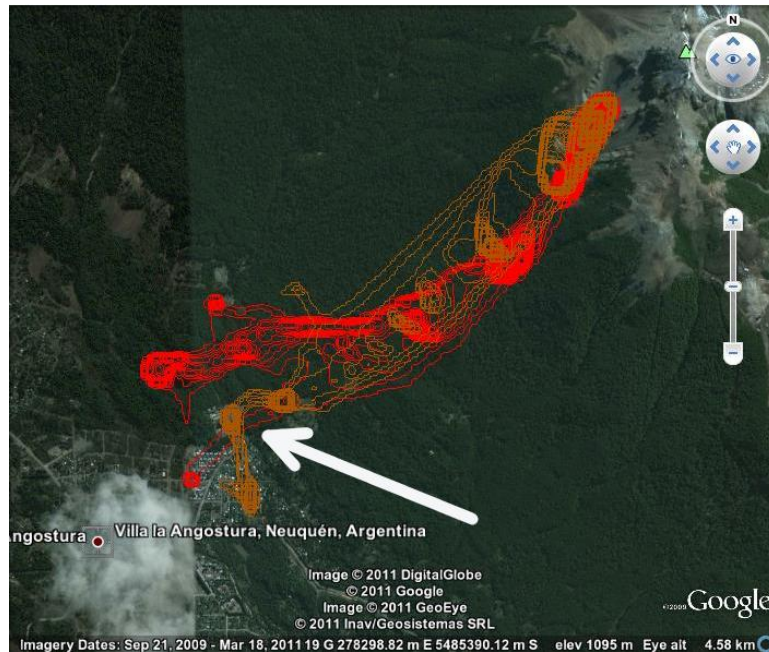 N
Angostura
Villa la Angostura, Neuquén, Argentina
Image © 2011 DigitalGlobe
© 2011 Google
Image © 2011 GeoEye
© 2011 Inav/Geosistemas SRL
©2009 Google
Imagery Dates: Sep 21, 2009 - Mar 18, 2011 19 G 278298.82 m E 5485390.12 m S elev 1095 m Eye alt 4.58 km